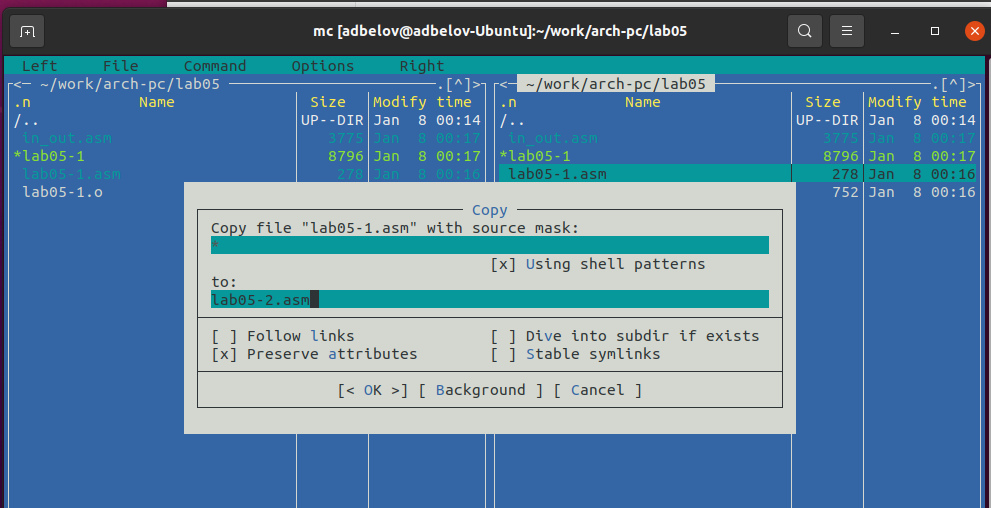 mc [adbelov@adbelov-Ubuntu]:~/work/arch-pc/lab05
Left File Command Options Right
<─ ~/work/arch-pc/lab05 ─.[^]>
.n Name Size Modify time
/.. UP--DIR Jan 8 00:14
in_out.asm 3775 Jan 8 00:17
*lab05-1 8796 Jan 8 00:17
lab05-1.asm 278 Jan 8 00:16
lab05-1.o
<─ ~/work/arch-pc/lab05 ─.[^]>
.n Name Size Modify time
/.. UP--DIR Jan 8 00:14
in_out.asm 3775 Jan 8 00:17
*lab05-1 8796 Jan 8 00:17
lab05-1.asm 278 Jan 8 00:16
752 Jan 8 00:16
Copy
Copy file "lab05-1.asm" with source mask:
*
[x] Using shell patterns
to:
lab05-2.asm
[ ] Follow links [ ] Dive into subdir if exists
[x] Preserve attributes [ ] Stable symlinks
[< OK >] [ Background ] [ Cancel ]